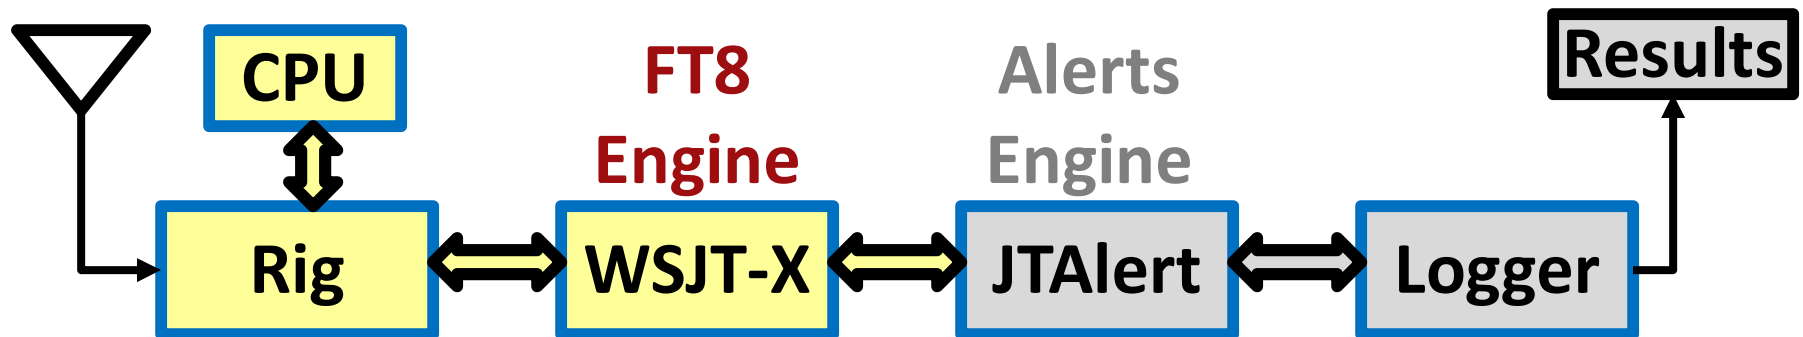 CPU
FT8
Engine
Alerts
Engine
Results
Rig
WSJT-X
JTAlert
Logger